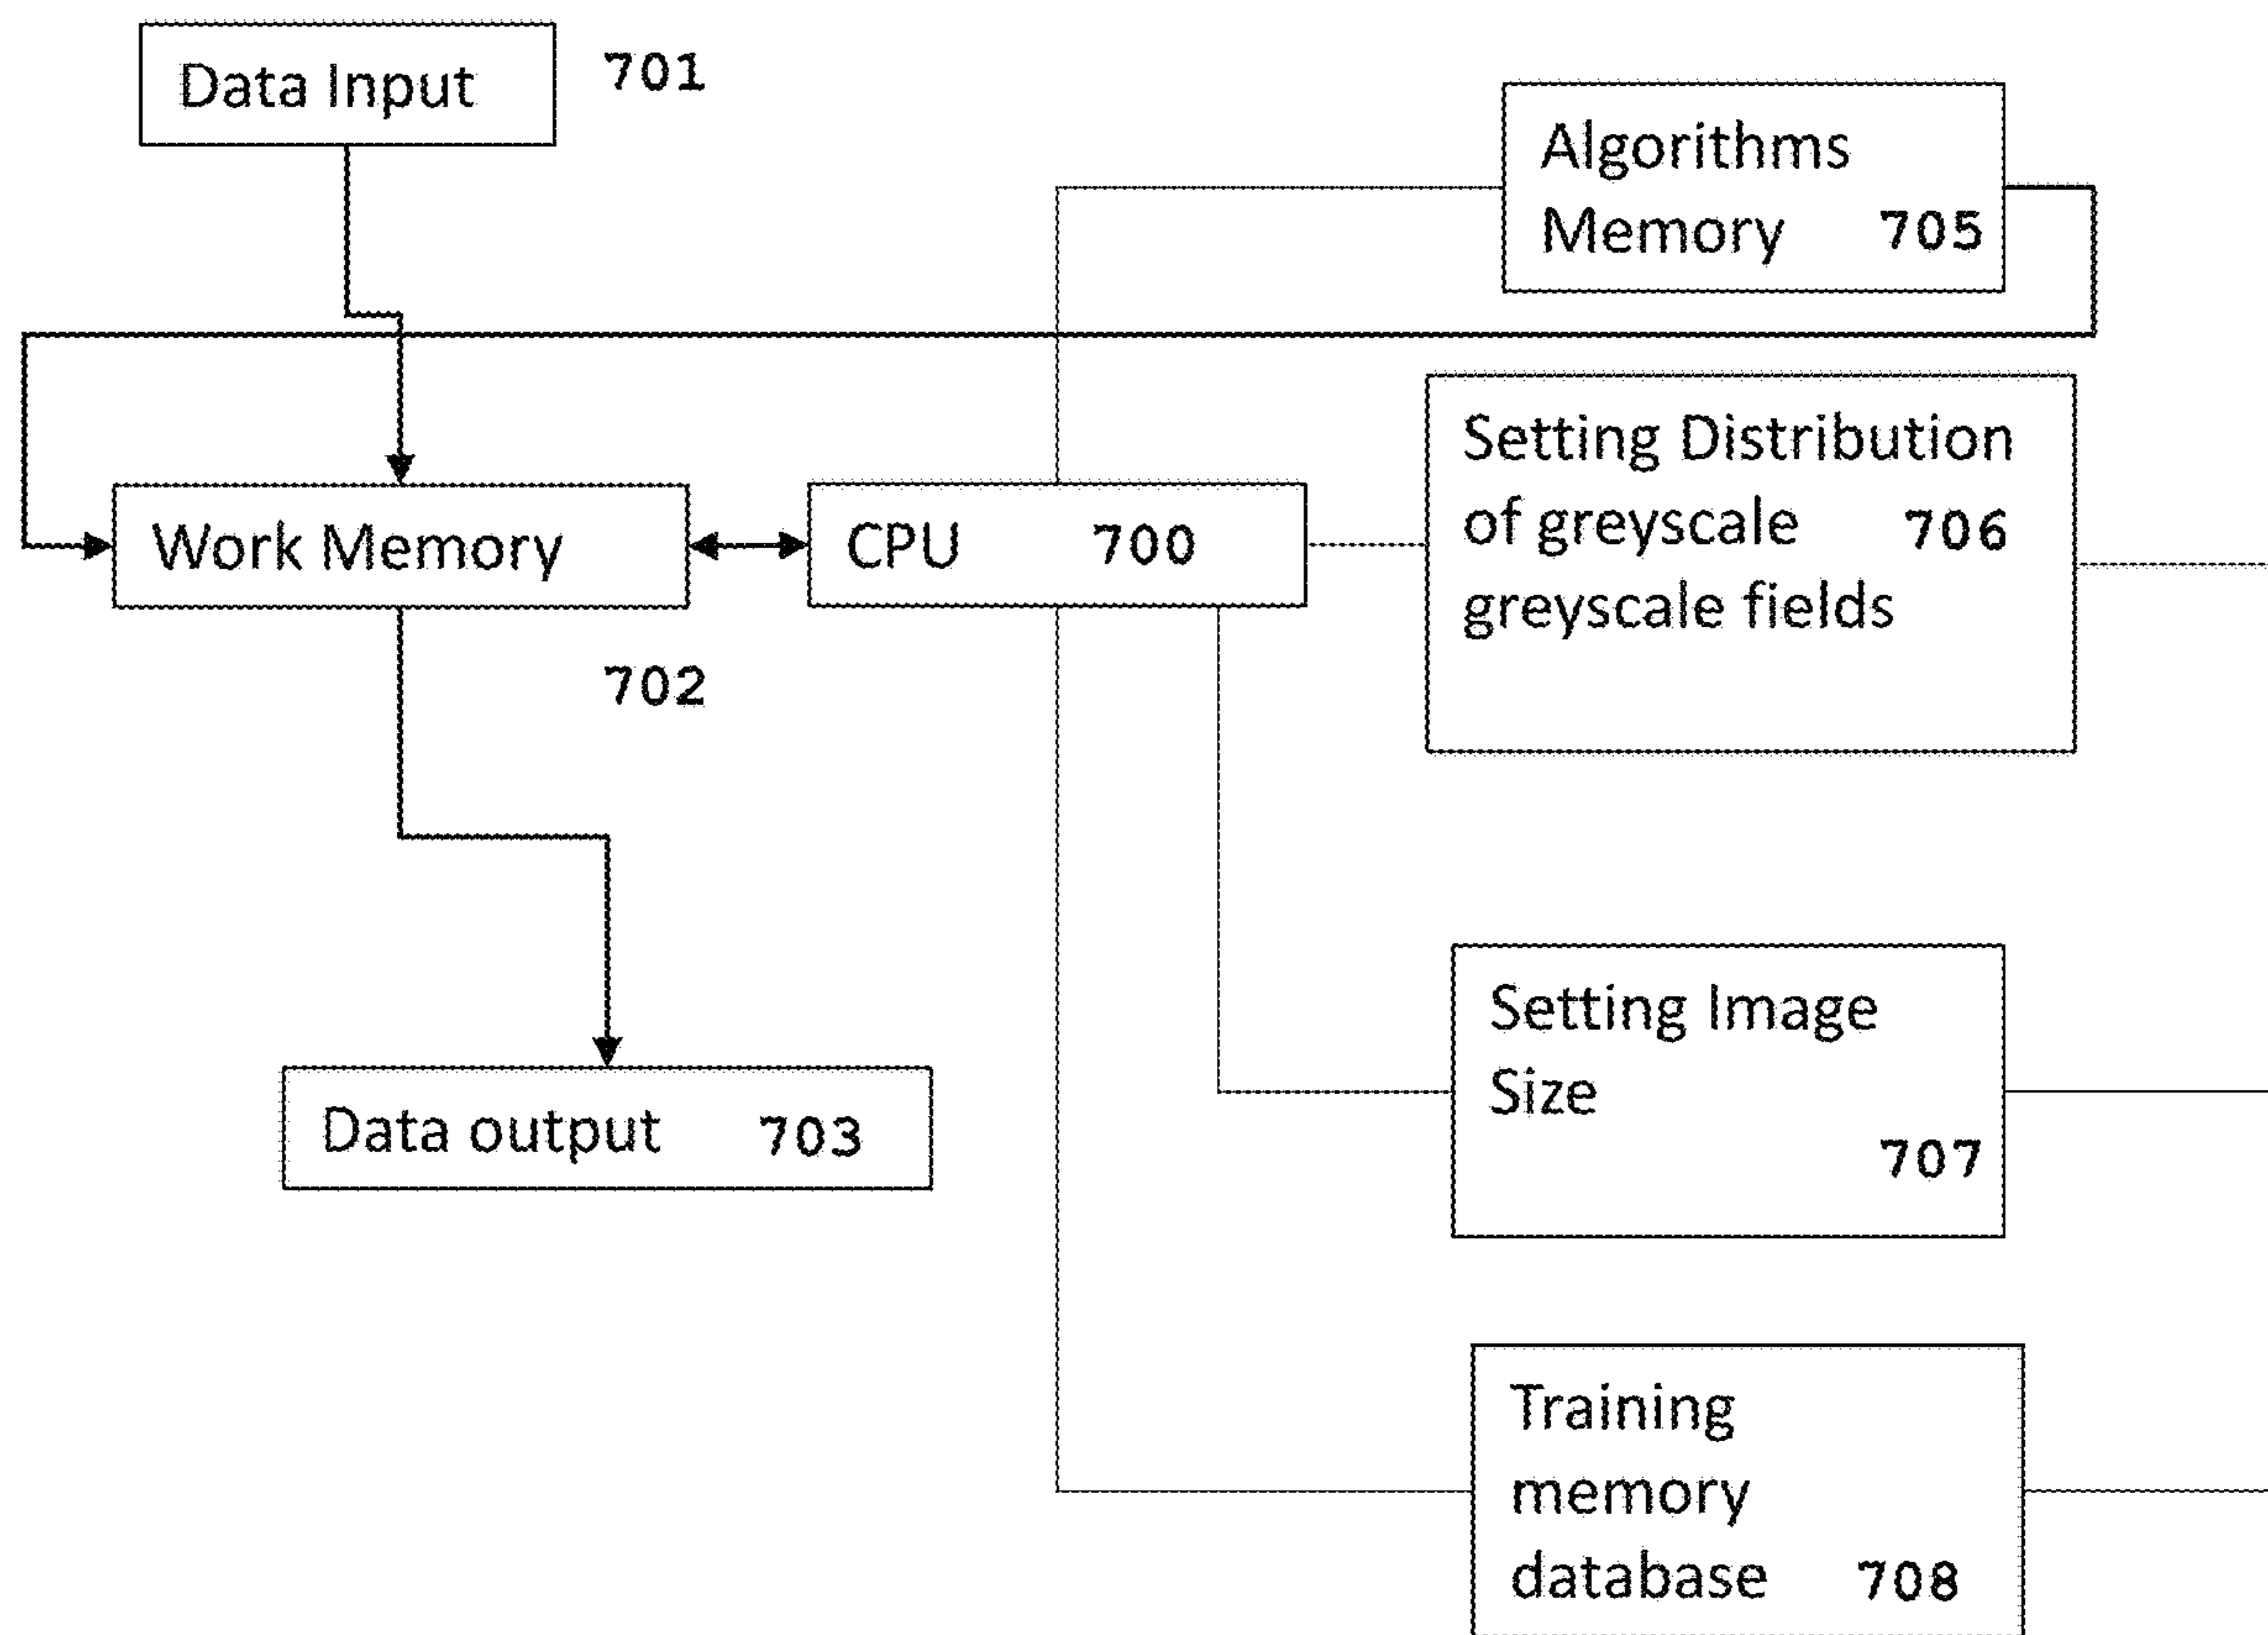 Data Input 701
Algorithms
Memory 705
Setting Distribution
of greyscale 706
greyscale fields
Work Memory
CPU 700
702
Data output 703
Setting Image
Size
707
Training
memory
database 708